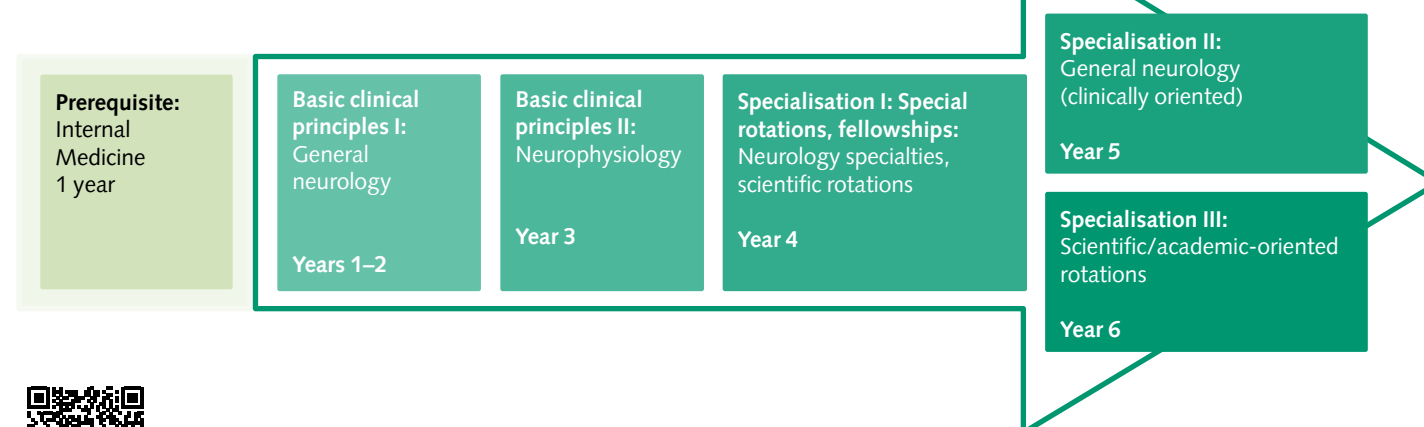 Prerequisite:
Internal
Medicine
1 year
Basic clinical
principles I:
General
neurology
Years 1–2
Basic clinical
principles II:
Neurophysiology
Year 3
Specialisation I: Special
rotations, fellowships:
Neurology specialties,
scientific rotations
Year 4
Specialisation II:
General neurology
(clinically oriented)
Year 5
Specialisation III:
Scientific/academic-oriented
rotations
Year 6